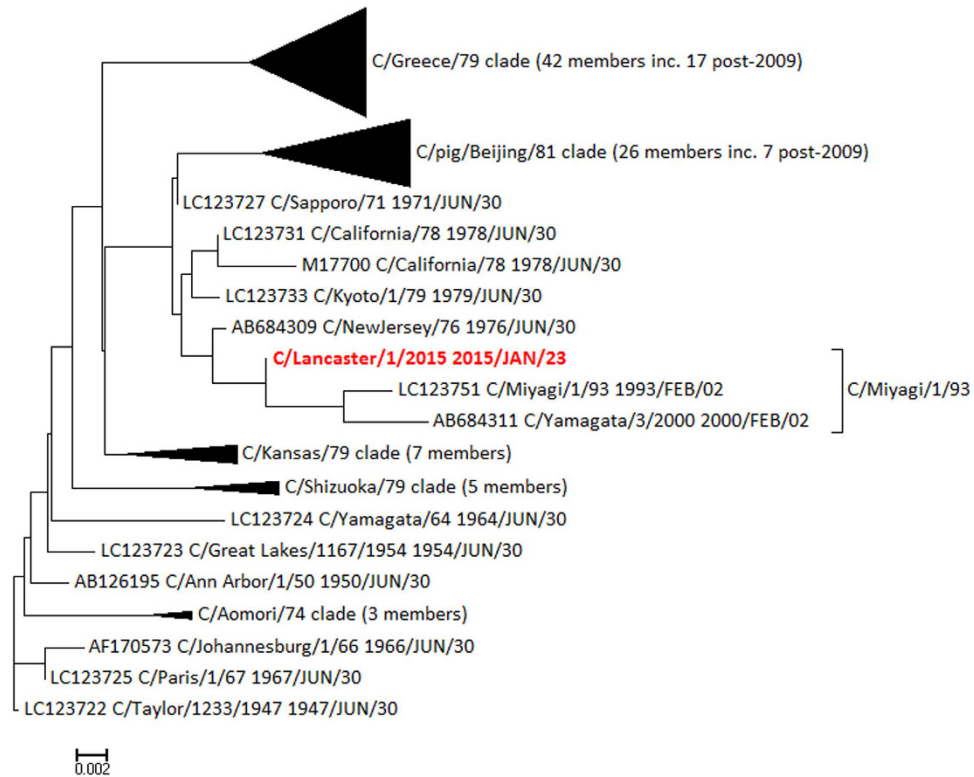 C/Greece/79 clade (42 members inc. 17 post-2009)
C/pig/Beijing/81 clade (26 members inc. 7 post-2009)
LC123727 C/Sapporo/71 1971/JUN/30
LC123731 C/California/78 1978/JUN/30
M17700 C/California/78 1978/JUN/30
LC123733 C/Kyoto/1/79 1979/JUN/30
AB684309 C/NewJersey/76 1976/JUN/30
C/Lancaster/1/2015 2015/JAN/23
LC123751 C/Miyagi/1/93 1993/FEB/02
C/Miyagi/1/93
AB684311 C/Yamagata/3/2000 2000/FEB/02
C/Kansas/79 clade (7 members)
C/Shizuoka/79 clade (5 members)
LC123724 C/Yamagata/64 1964/JUN/30
LC123723 C/Great Lakes/1167/1954 1954/JUN/30
AB126195 C/Ann Arbor/1/50 1950/JUN/30
C/Aomori/74 clade (3 members)
AF170573 C/Johannesburg/1/66 1966/JUN/30
LC123725 C/Paris/1/67 1967/JUN/30
LC123722 C/Taylor/1233/1947 1947/JUN/30
0.002